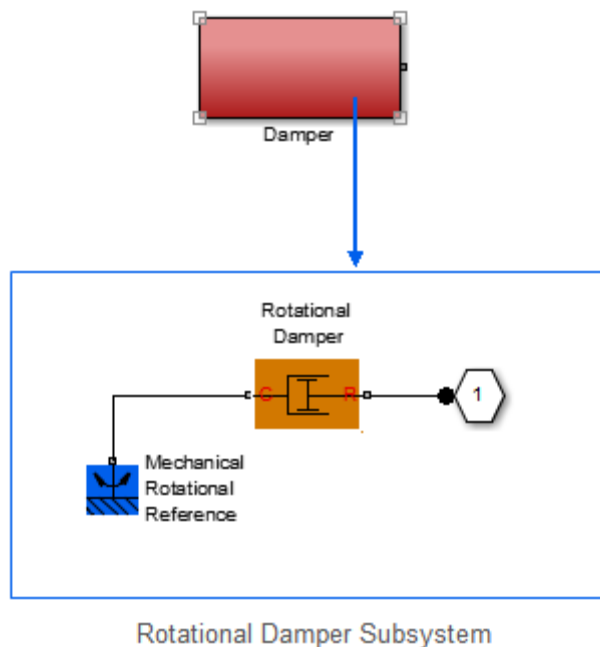 Damper
Rotational
Damper
C
R
1
Mechanical
Rotational
Reference
Rotational Damper Subsystem